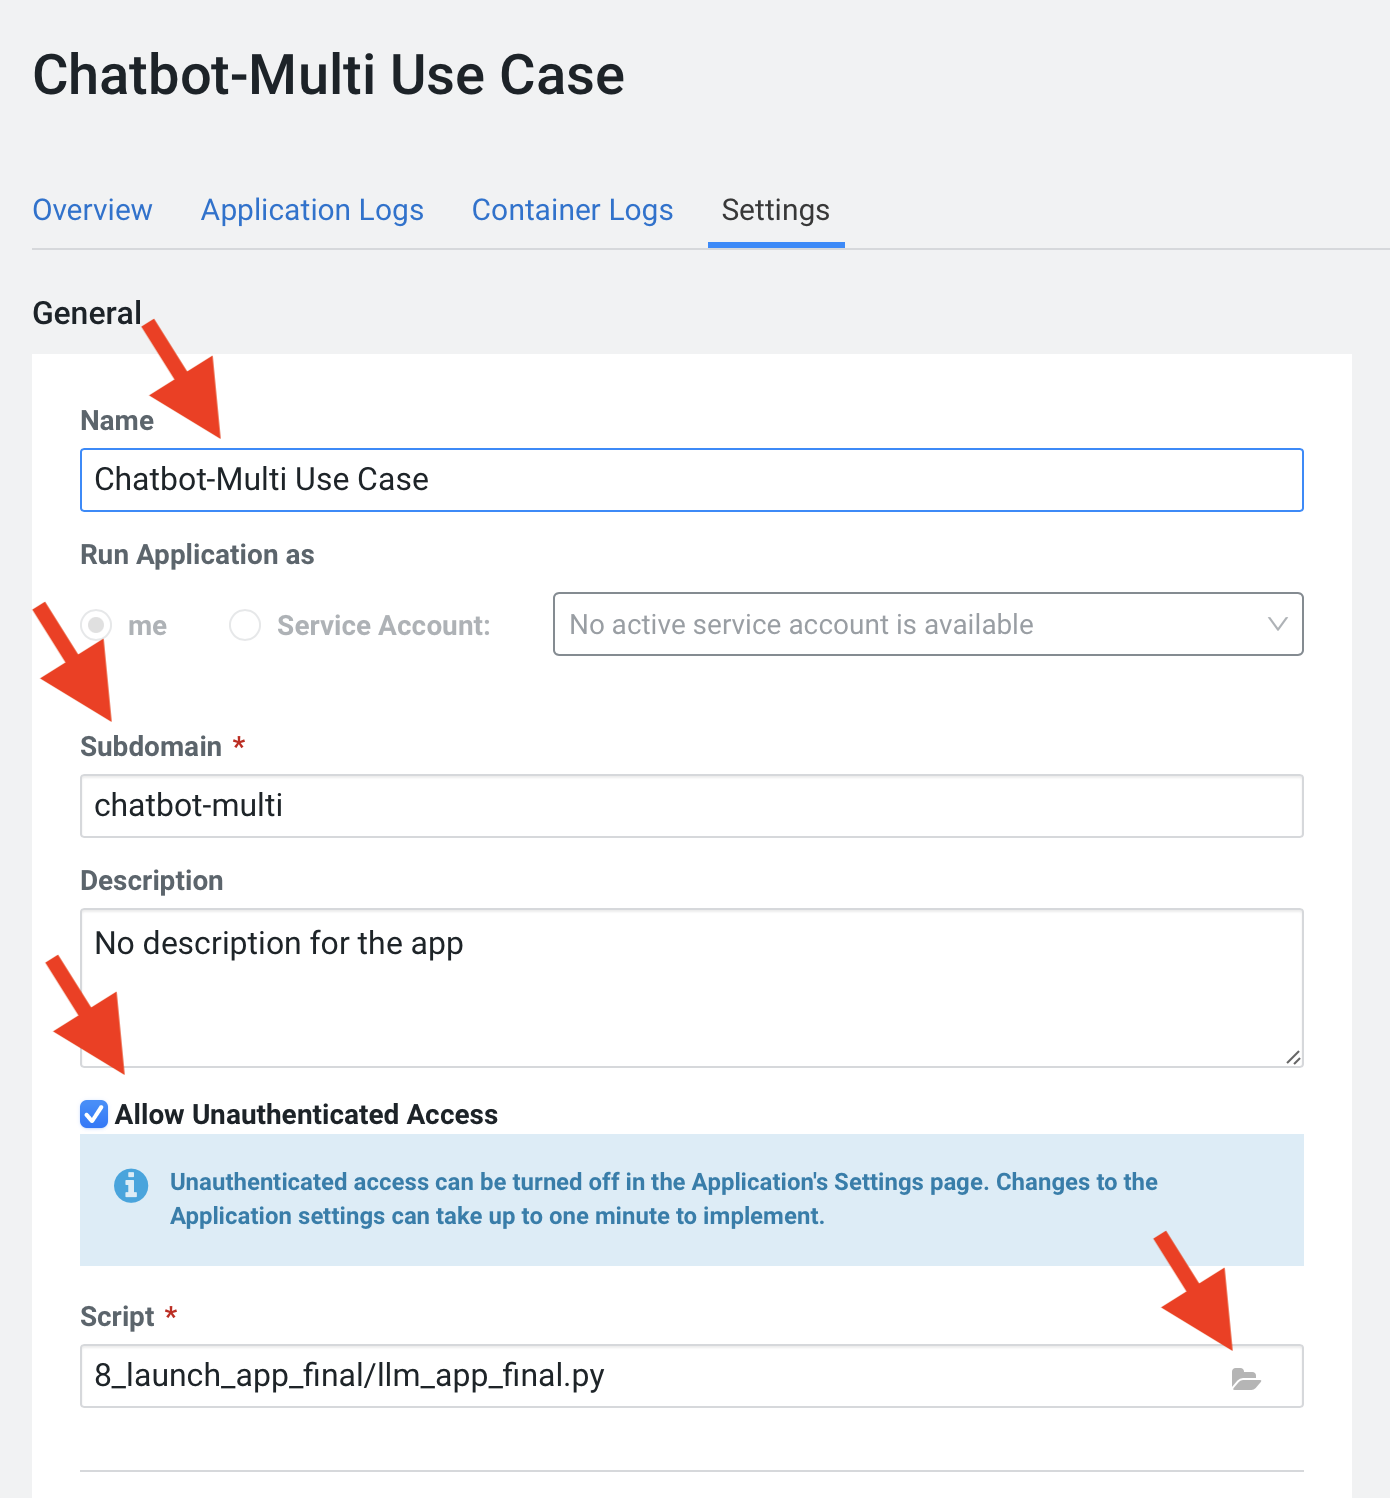 Chatbot-Multi Use Case
Overview Application Logs Container Logs Settings
General
Name
Chatbot-Multi Use Case
Run Application as
me Service Account: No active service account is available
Subdomain *
chatbot-multi
Description
No description for the app
Allow Unauthenticated Access
Unauthenticated access can be turned off in the Application's Settings page. Changes to the
Application settings can take up to one minute to implement.
Script *
8_launch_app_final/llm_app_final.py